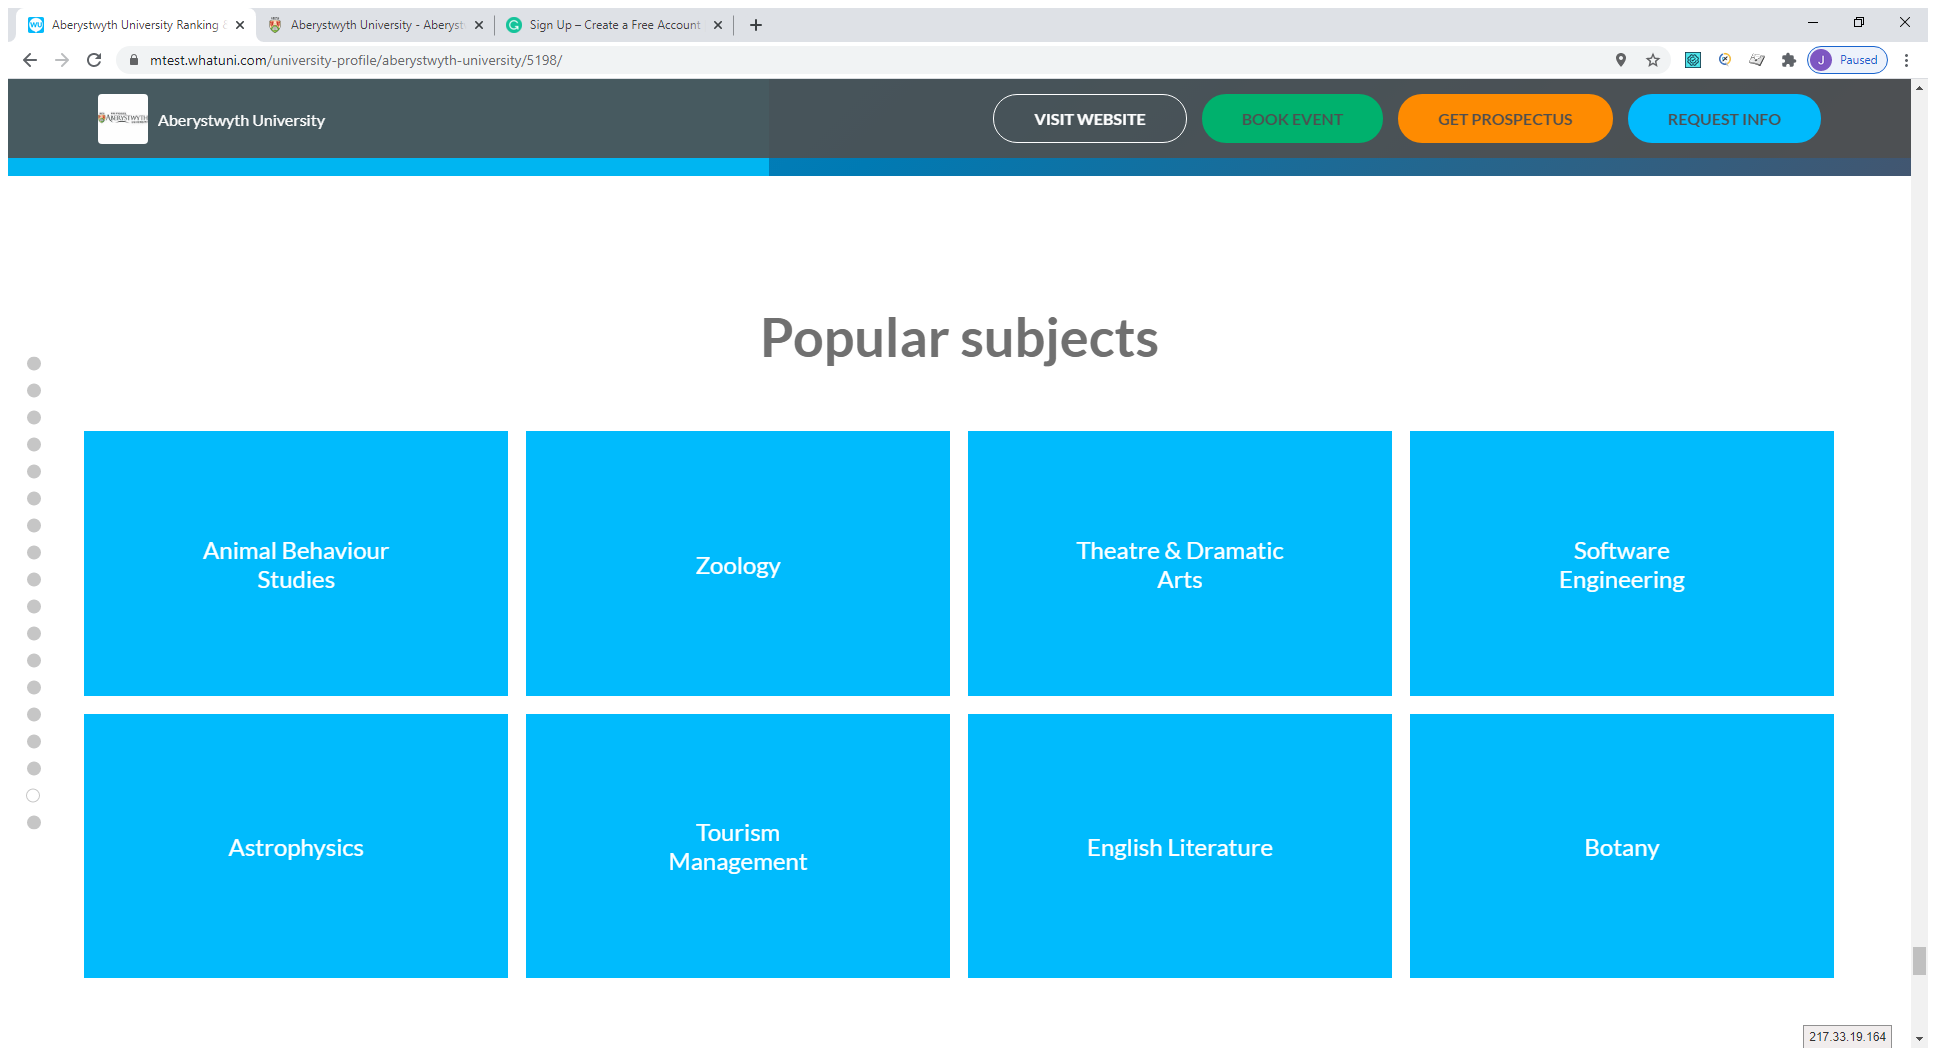 Aberystwyth University Ranking
Aberystwyth University - Aberyst
Sign Up – Create a Free Account
mtest.whatuni.com/university-profile/aberystwyth-university/5198/
J Paused
ABERYSTWYTH
Aberystwyth University
VISIT WEBSITE
BOOK EVENT
GET PROSPECTUS
REQUEST INFO
Popular subjects
Animal Behaviour
Studies
Zoology
Theatre & Dramatic
Arts
Software
Engineering
Astrophysics
Tourism
Management
English Literature
Botany
217.33.19.164